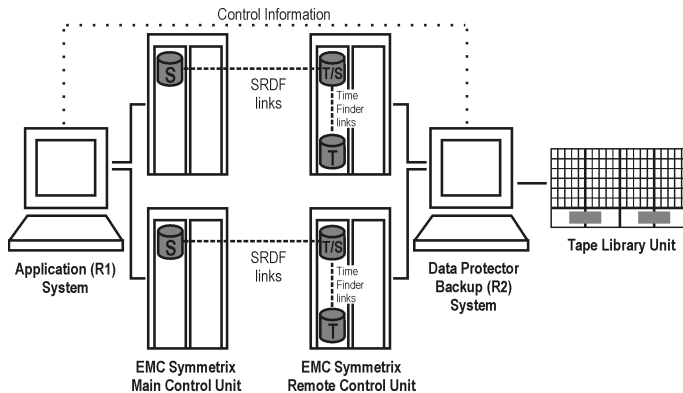 Control Information
S
T/S
SRDF
links
Time
Finder
links
T
S
T/S
SRDF
links
Time
Finder
links
T
Application (R1)
System
Data Protector
Backup (R2)
System
Tape Library Unit
EMC Symmetrix
Main Control Unit
EMC Symmetrix
Remote Control Unit